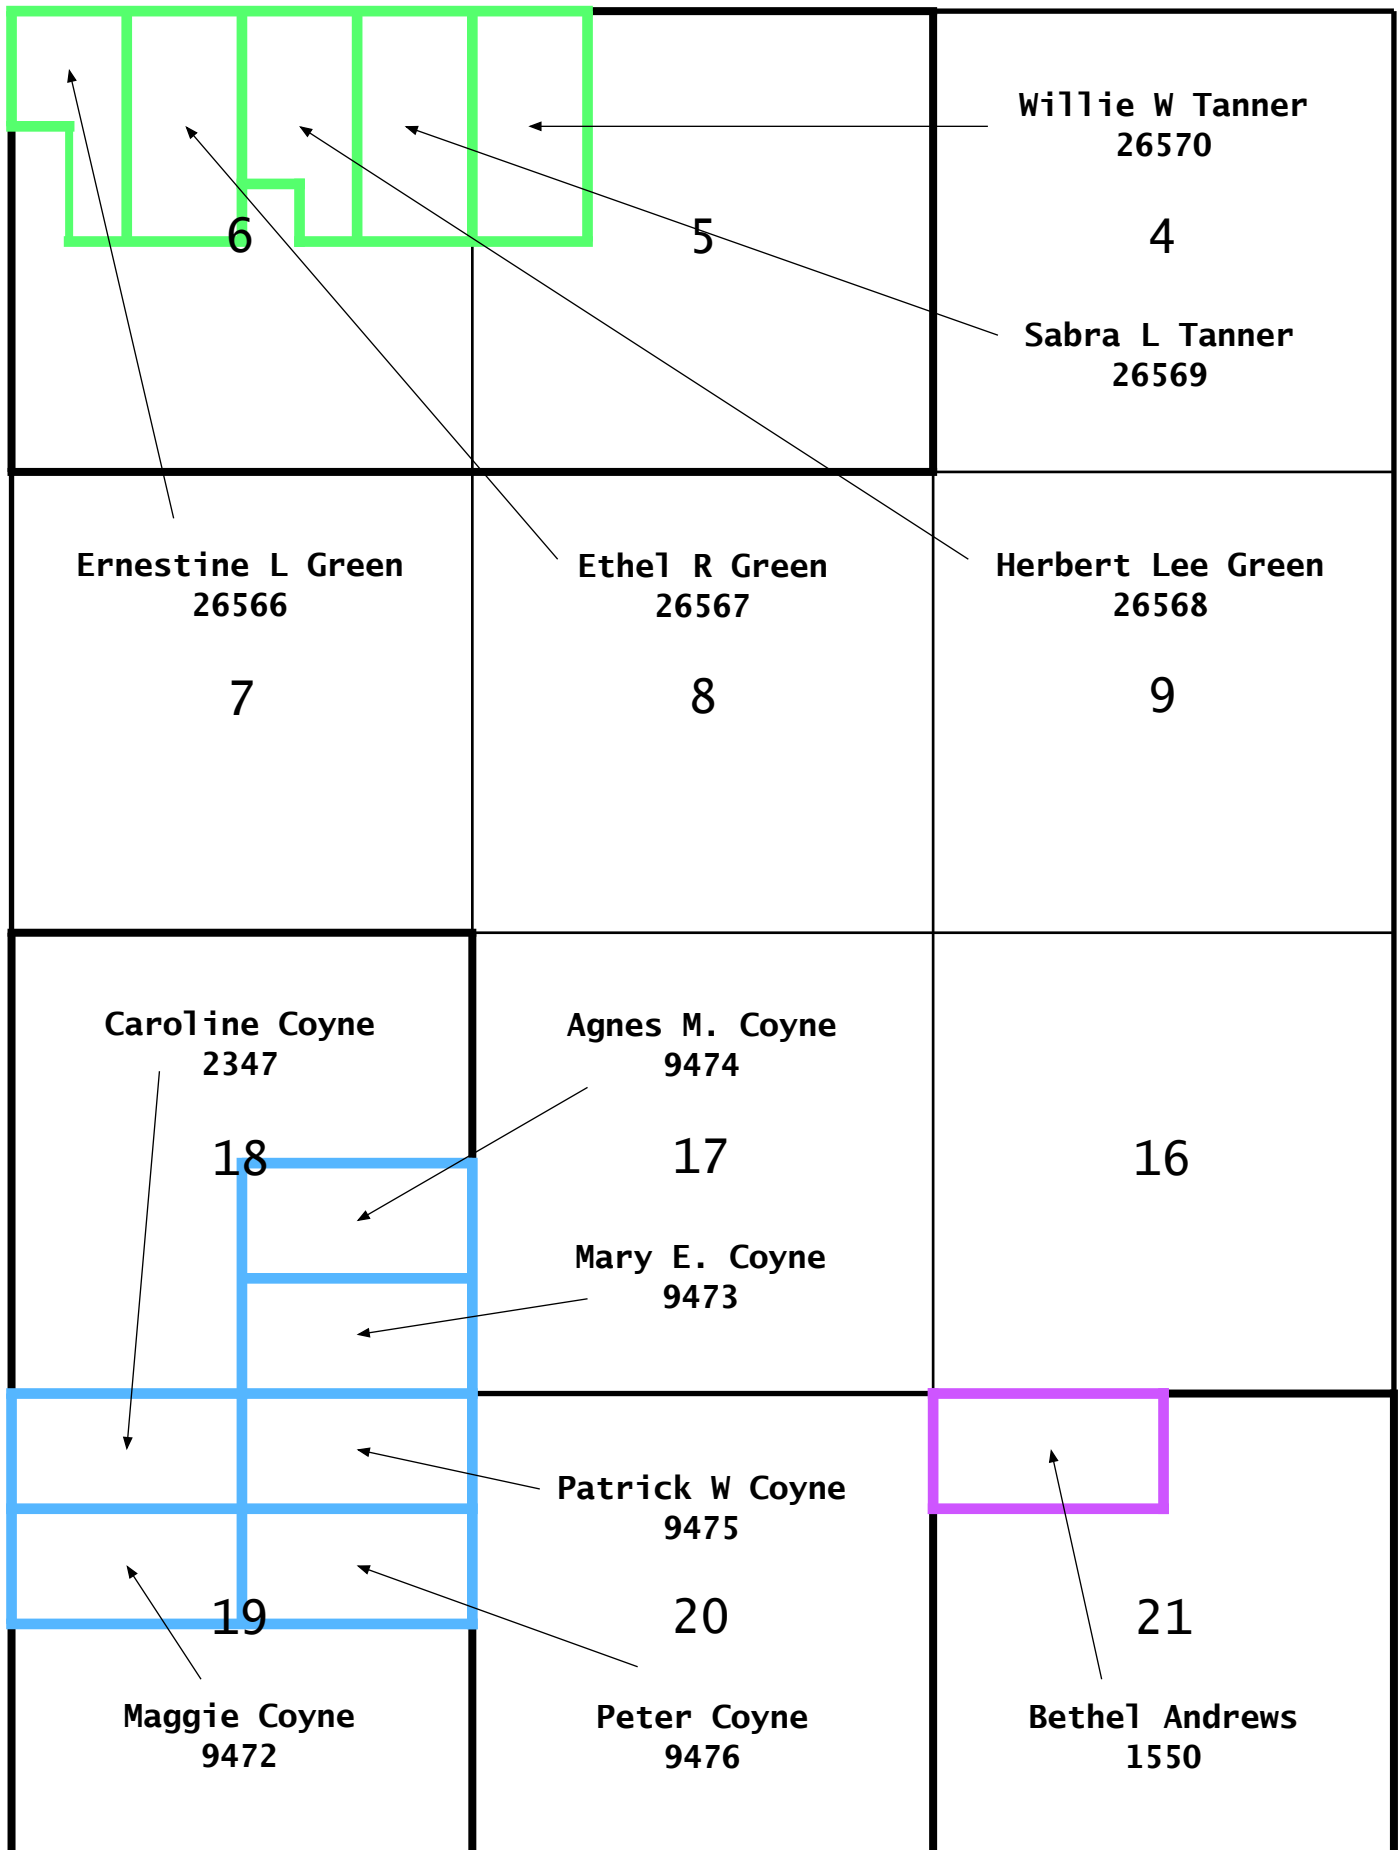 Willie W Tanner
26570
6
5
4
Sabra L Tanner
26569
Ernestine L Green
26566
Ethel R Green
26567
Herbert Lee Green
26568
7
8
9
Caroline Coyne
2347
Agnes M. Coyne
9474
18
17
16
Mary E. Coyne
9473
Patrick W Coyne
9475
19
20
21
Maggie Coyne
9472
Peter Coyne
9476
Bethel Andrews
1550